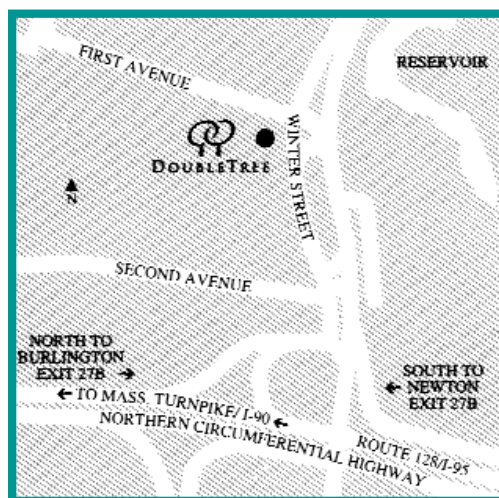 FIRST AVENUE
RESERVOIR
WINTER STREET
DOUBLETREE
N
SECOND AVENUE
NORTH TO
BURLINGTON
EXIT 27B →
← TO MASS. TURNPIKE/ I-90 ←
NORTHERN CIRCUMFERENTIAL HIGHWAY
SOUTH TO
← NEWTON
EXIT 27B
ROUTE 128/I-95